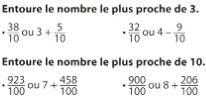 Entoure le nombre le plus proche de 3.
· 38/10 ou 3 + 5/10 · 32/10 ou 4 – 9/10
Entoure le nombre le plus proche de 10.
· 923/100 ou 7 + 458/100 · 900/100 ou 8 + 206/100